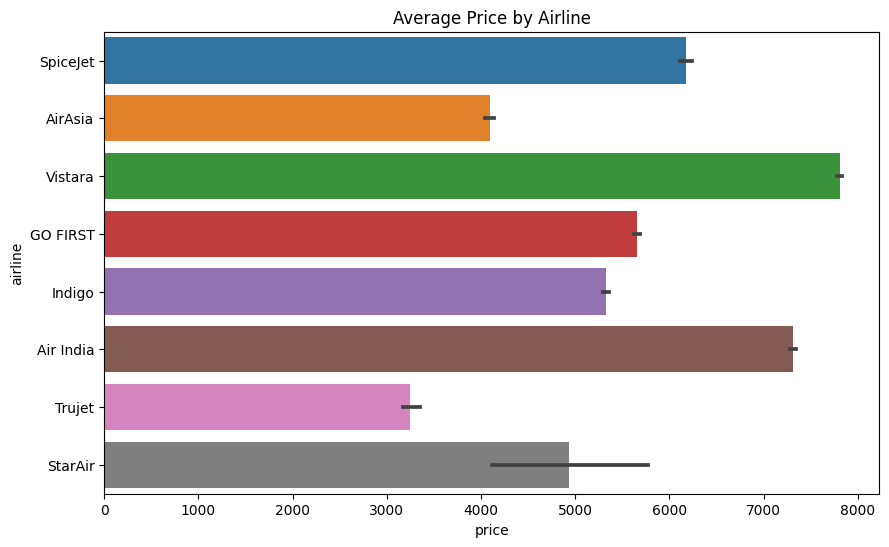 Average Price by Airline
SpiceJet
AirAsia
Vistara
GO FIRST
Indigo
Air India
Trujet
StarAir
airline
0 1000 2000 3000 4000 5000 6000 7000 8000
price